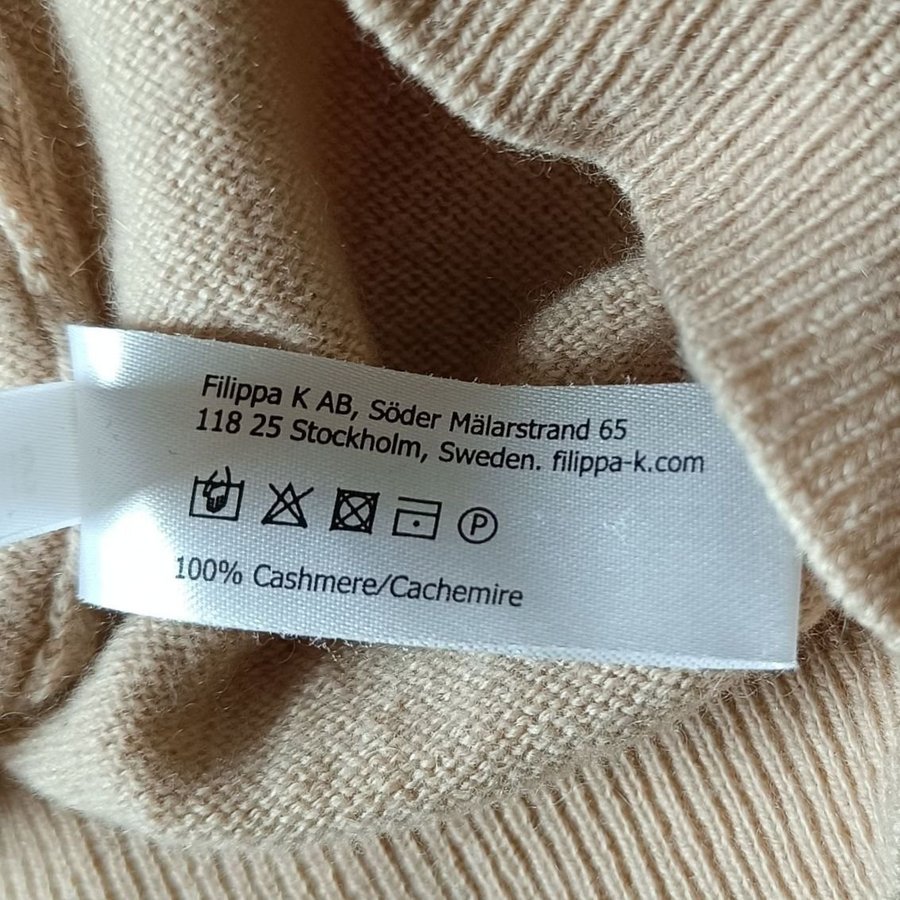 Filippa K AB, Söder Mälarstrand 65
118 25 Stockholm, Sweden. filippa-k.com
P
100% Cashmere/Cachemire